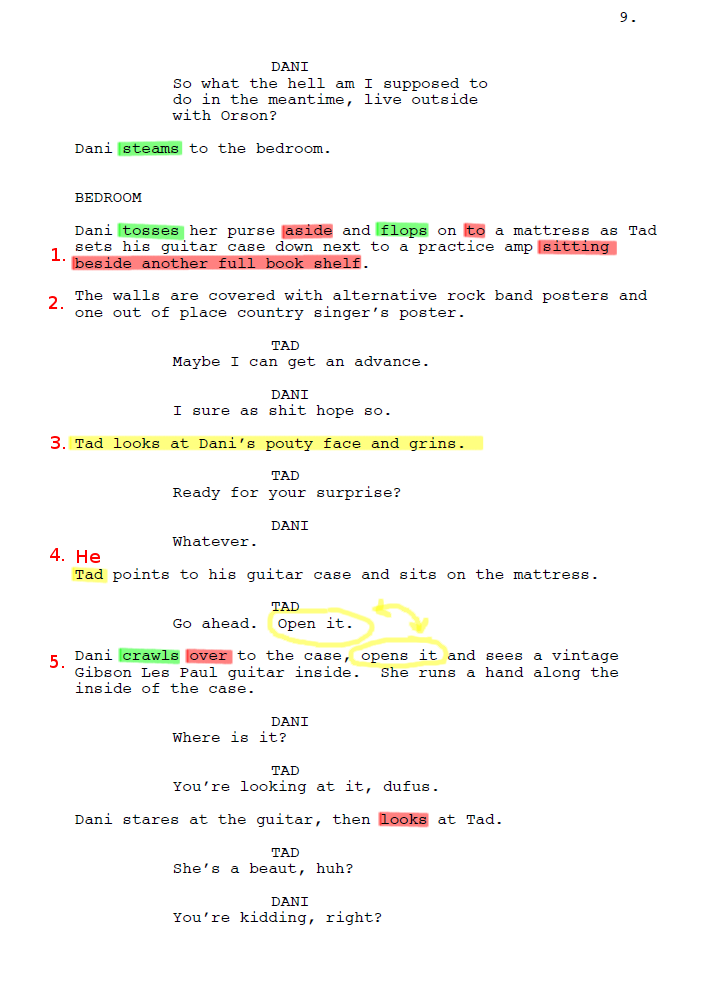 9.
DANI
So what the hell am I supposed to
do in the meantime, live outside
with Orson?
Dani steams to the bedroom.
BEDROOM
Dani tosses her purse aside and flops on to a mattress as Tad
1. sets his guitar case down next to a practice amp sitting
beside another full book shelf.
2. The walls are covered with alternative rock band posters and
one out of place country singer's poster.
TAD
Maybe I can get an advance.
DANI
I sure as shit hope so.
3. Tad looks at Dani's pouty face and grins.
TAD
Ready for your surprise?
DANI
Whatever.
4. He
Tad points to his guitar case and sits on the mattress.
TAD
Go ahead. Open it.
5. Dani crawls over to the case, opens it and sees a vintage
Gibson Les Paul guitar inside. She runs a hand along the
inside of the case.
DANI
Where is it?
TAD
You're looking at it, dufus.
Dani stares at the guitar, then looks at Tad.
TAD
She's a beaut, huh?
DANI
You're kidding, right?